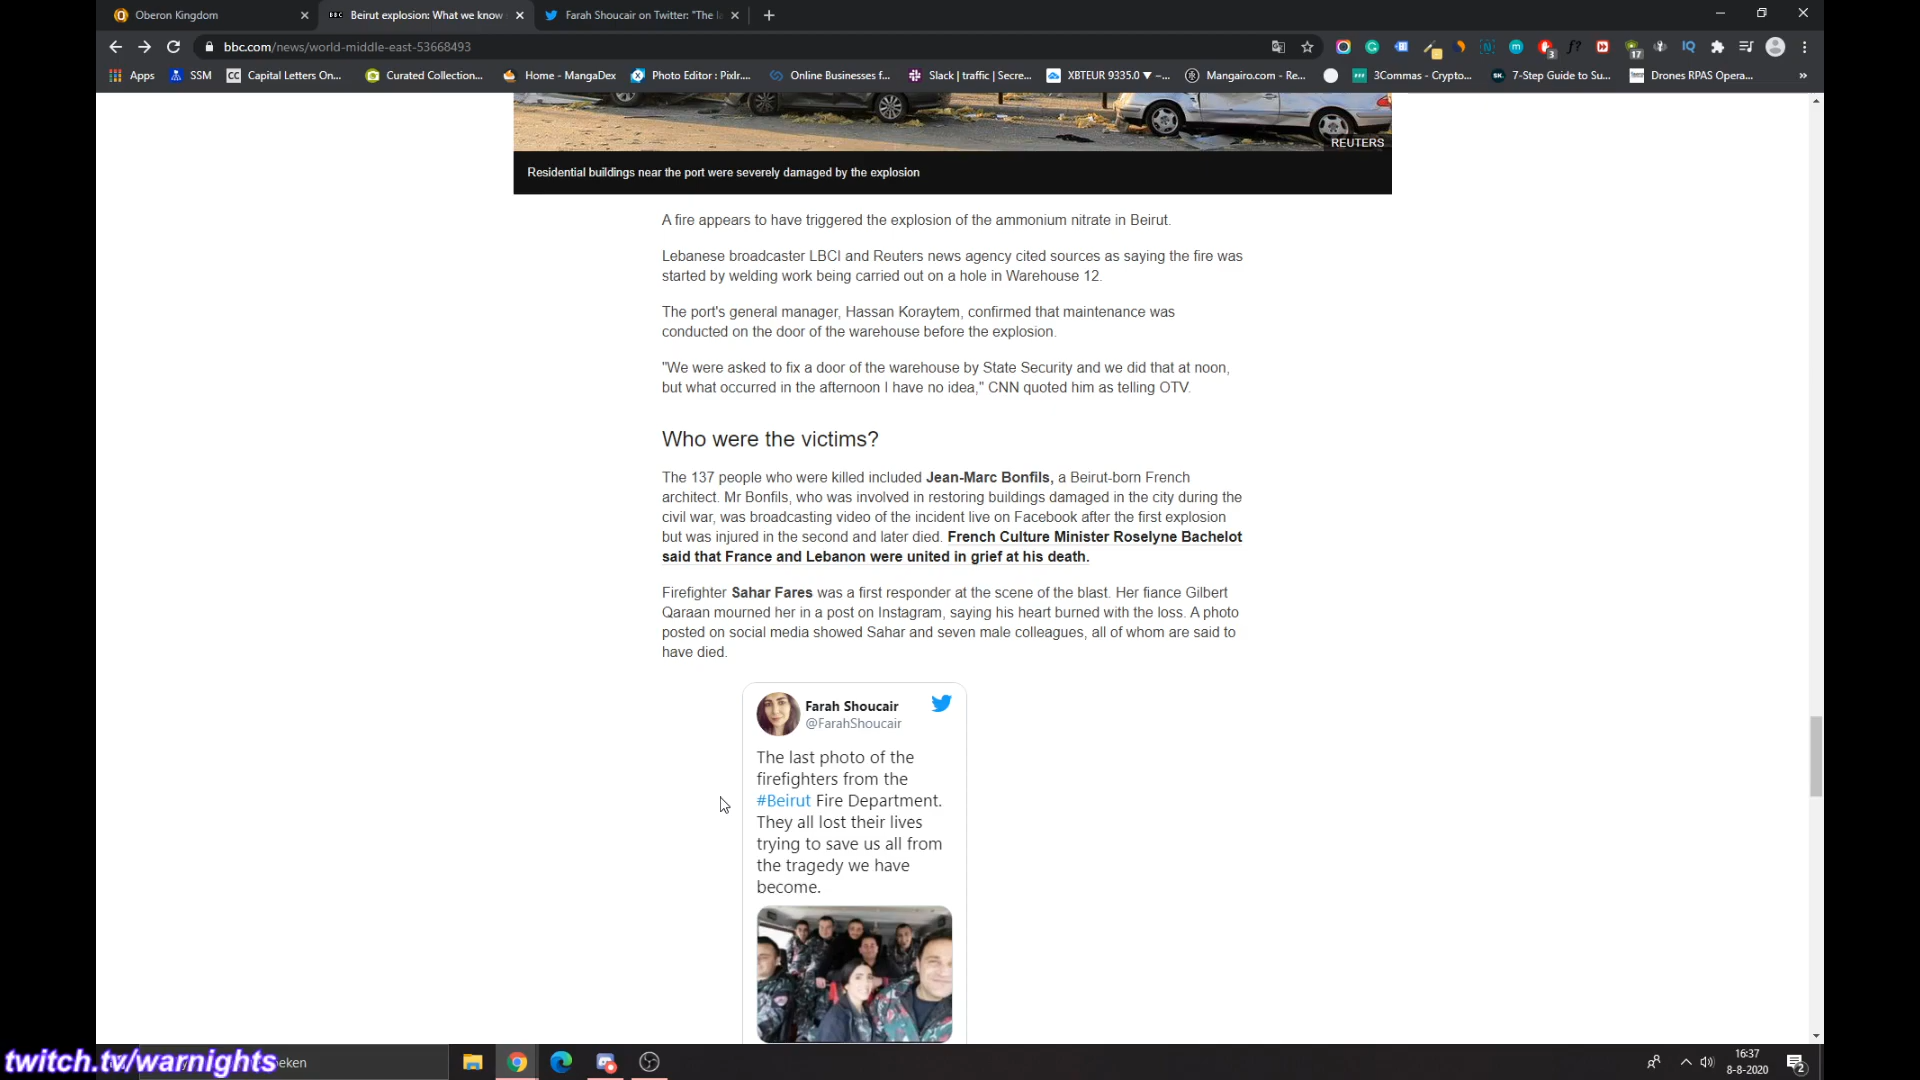 Oberon Kingdom
BBC Beirut explosion: What we know
Farah Shoucair on Twitter: "The l
bbc.com/news/world-middle-east-53668493
3
17
IQ
f?
Apps SSM CC Capital Letters On... Curated Collection... Home - MangaDex Photo Editor : Pixlr.... Online Businesses f... Slack | traffic | Secre... XBTEUR 9335.0 ▼ –... Mangairo.com - Re... 3Commas - Crypto... SK. 7-Step Guide to Su... Drones RPAS Opera... »
REUTERS
Residential buildings near the port were severely damaged by the explosion
A fire appears to have triggered the explosion of the ammonium nitrate in Beirut.
Lebanese broadcaster LBCI and Reuters news agency cited sources as saying the fire was
started by welding work being carried out on a hole in Warehouse 12.
The port's general manager, Hassan Koraytem, confirmed that maintenance was
conducted on the door of the warehouse before the explosion.
"We were asked to fix a door of the warehouse by State Security and we did that at noon,
but what occurred in the afternoon I have no idea," CNN quoted him as telling OTV.
Who were the victims?
The 137 people who were killed included Jean-Marc Bonfils, a Beirut-born French
architect. Mr Bonfils, who was involved in restoring buildings damaged in the city during the
civil war, was broadcasting video of the incident live on Facebook after the first explosion
but was injured in the second and later died. French Culture Minister Roselyne Bachelot
said that France and Lebanon were united in grief at his death.
Firefighter Sahar Fares was a first responder at the scene of the blast. Her fiance Gilbert
Qaraan mourned her in a post on Instagram, saying his heart burned with the loss. A photo
posted on social media showed Sahar and seven male colleagues, all of whom are said to
have died.
Farah Shoucair
@FarahShoucair
The last photo of the
firefighters from the
#Beirut Fire Department.
They all lost their lives
trying to save us all from
the tragedy we have
become.
twitch.tv/warnights
eken
16:37
8-8-2020
2